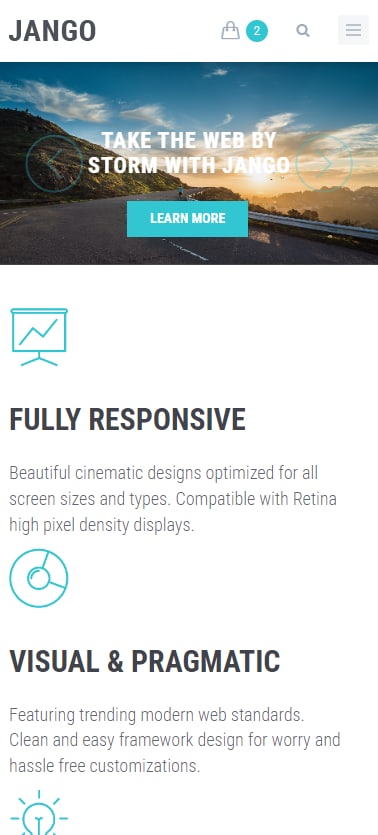 JANGO
2
TAKE THE WEB BY
STORM WITH JANGO
LEARN MORE
FULLY RESPONSIVE
Beautiful cinematic designs optimized for all
screen sizes and types. Compatible with Retina
high pixel density displays.
VISUAL & PRAGMATIC
Featuring trending modern web standards.
Clean and easy framework design for worry and
hassle free customizations.